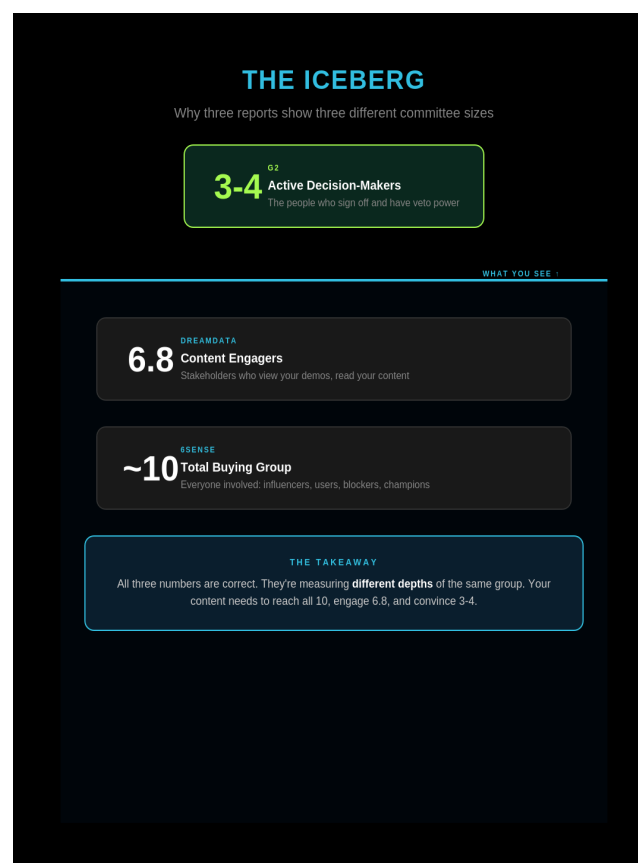 THE ICEBERG
Why three reports show three different committee sizes
G2
3-4
Active Decision-Makers
The people who sign off and have veto power
WHAT YOU SEE ↑
DREAMDATA
6.8
Content Engagers
Stakeholders who view your demos, read your content
6SENSE
~10
Total Buying Group
Everyone involved: influencers, users, blockers, champions
THE TAKEAWAY
All three numbers are correct. They're measuring different depths of the same group. Your
content needs to reach all 10, engage 6.8, and convince 3-4.